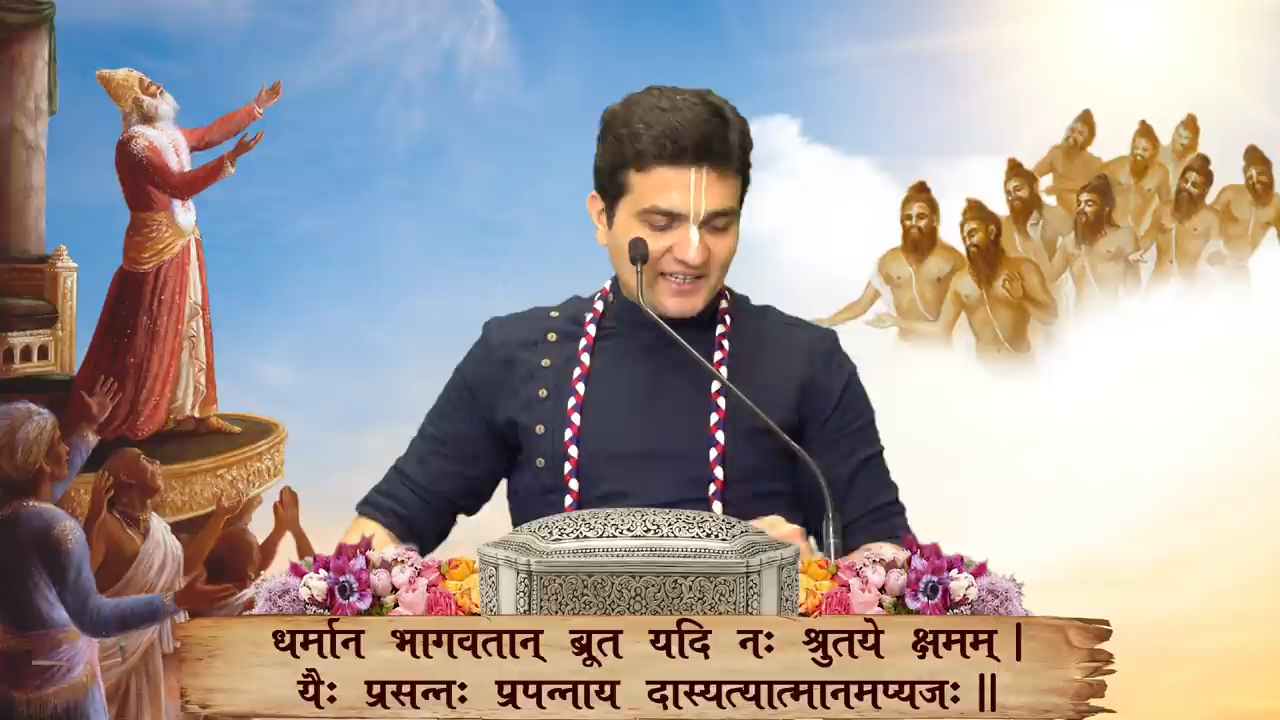 धर्मान भागवतान् ब्रूत यदि नः श्रुतये क्षमम् |
यैः प्रसन्नः प्रपन्नाय दास्यत्यात्मानमप्यजः ||